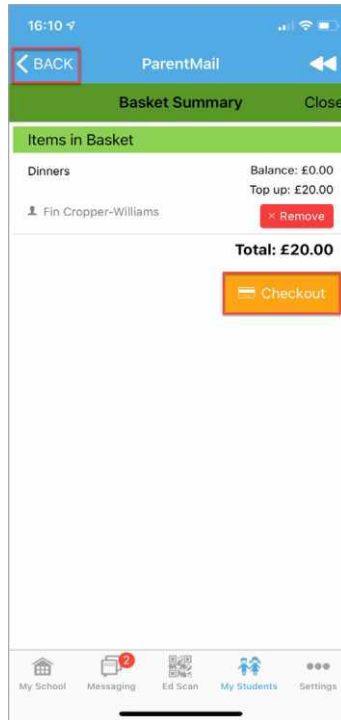 16:10
BACK ParentMail
Basket Summary Close
Items in Basket
Dinners Balance: £0.00
Top up: £20.00
Fin Cropper-Williams × Remove
Total: £20.00
Checkout
2
My School Messaging Ed Scan My Students Settings